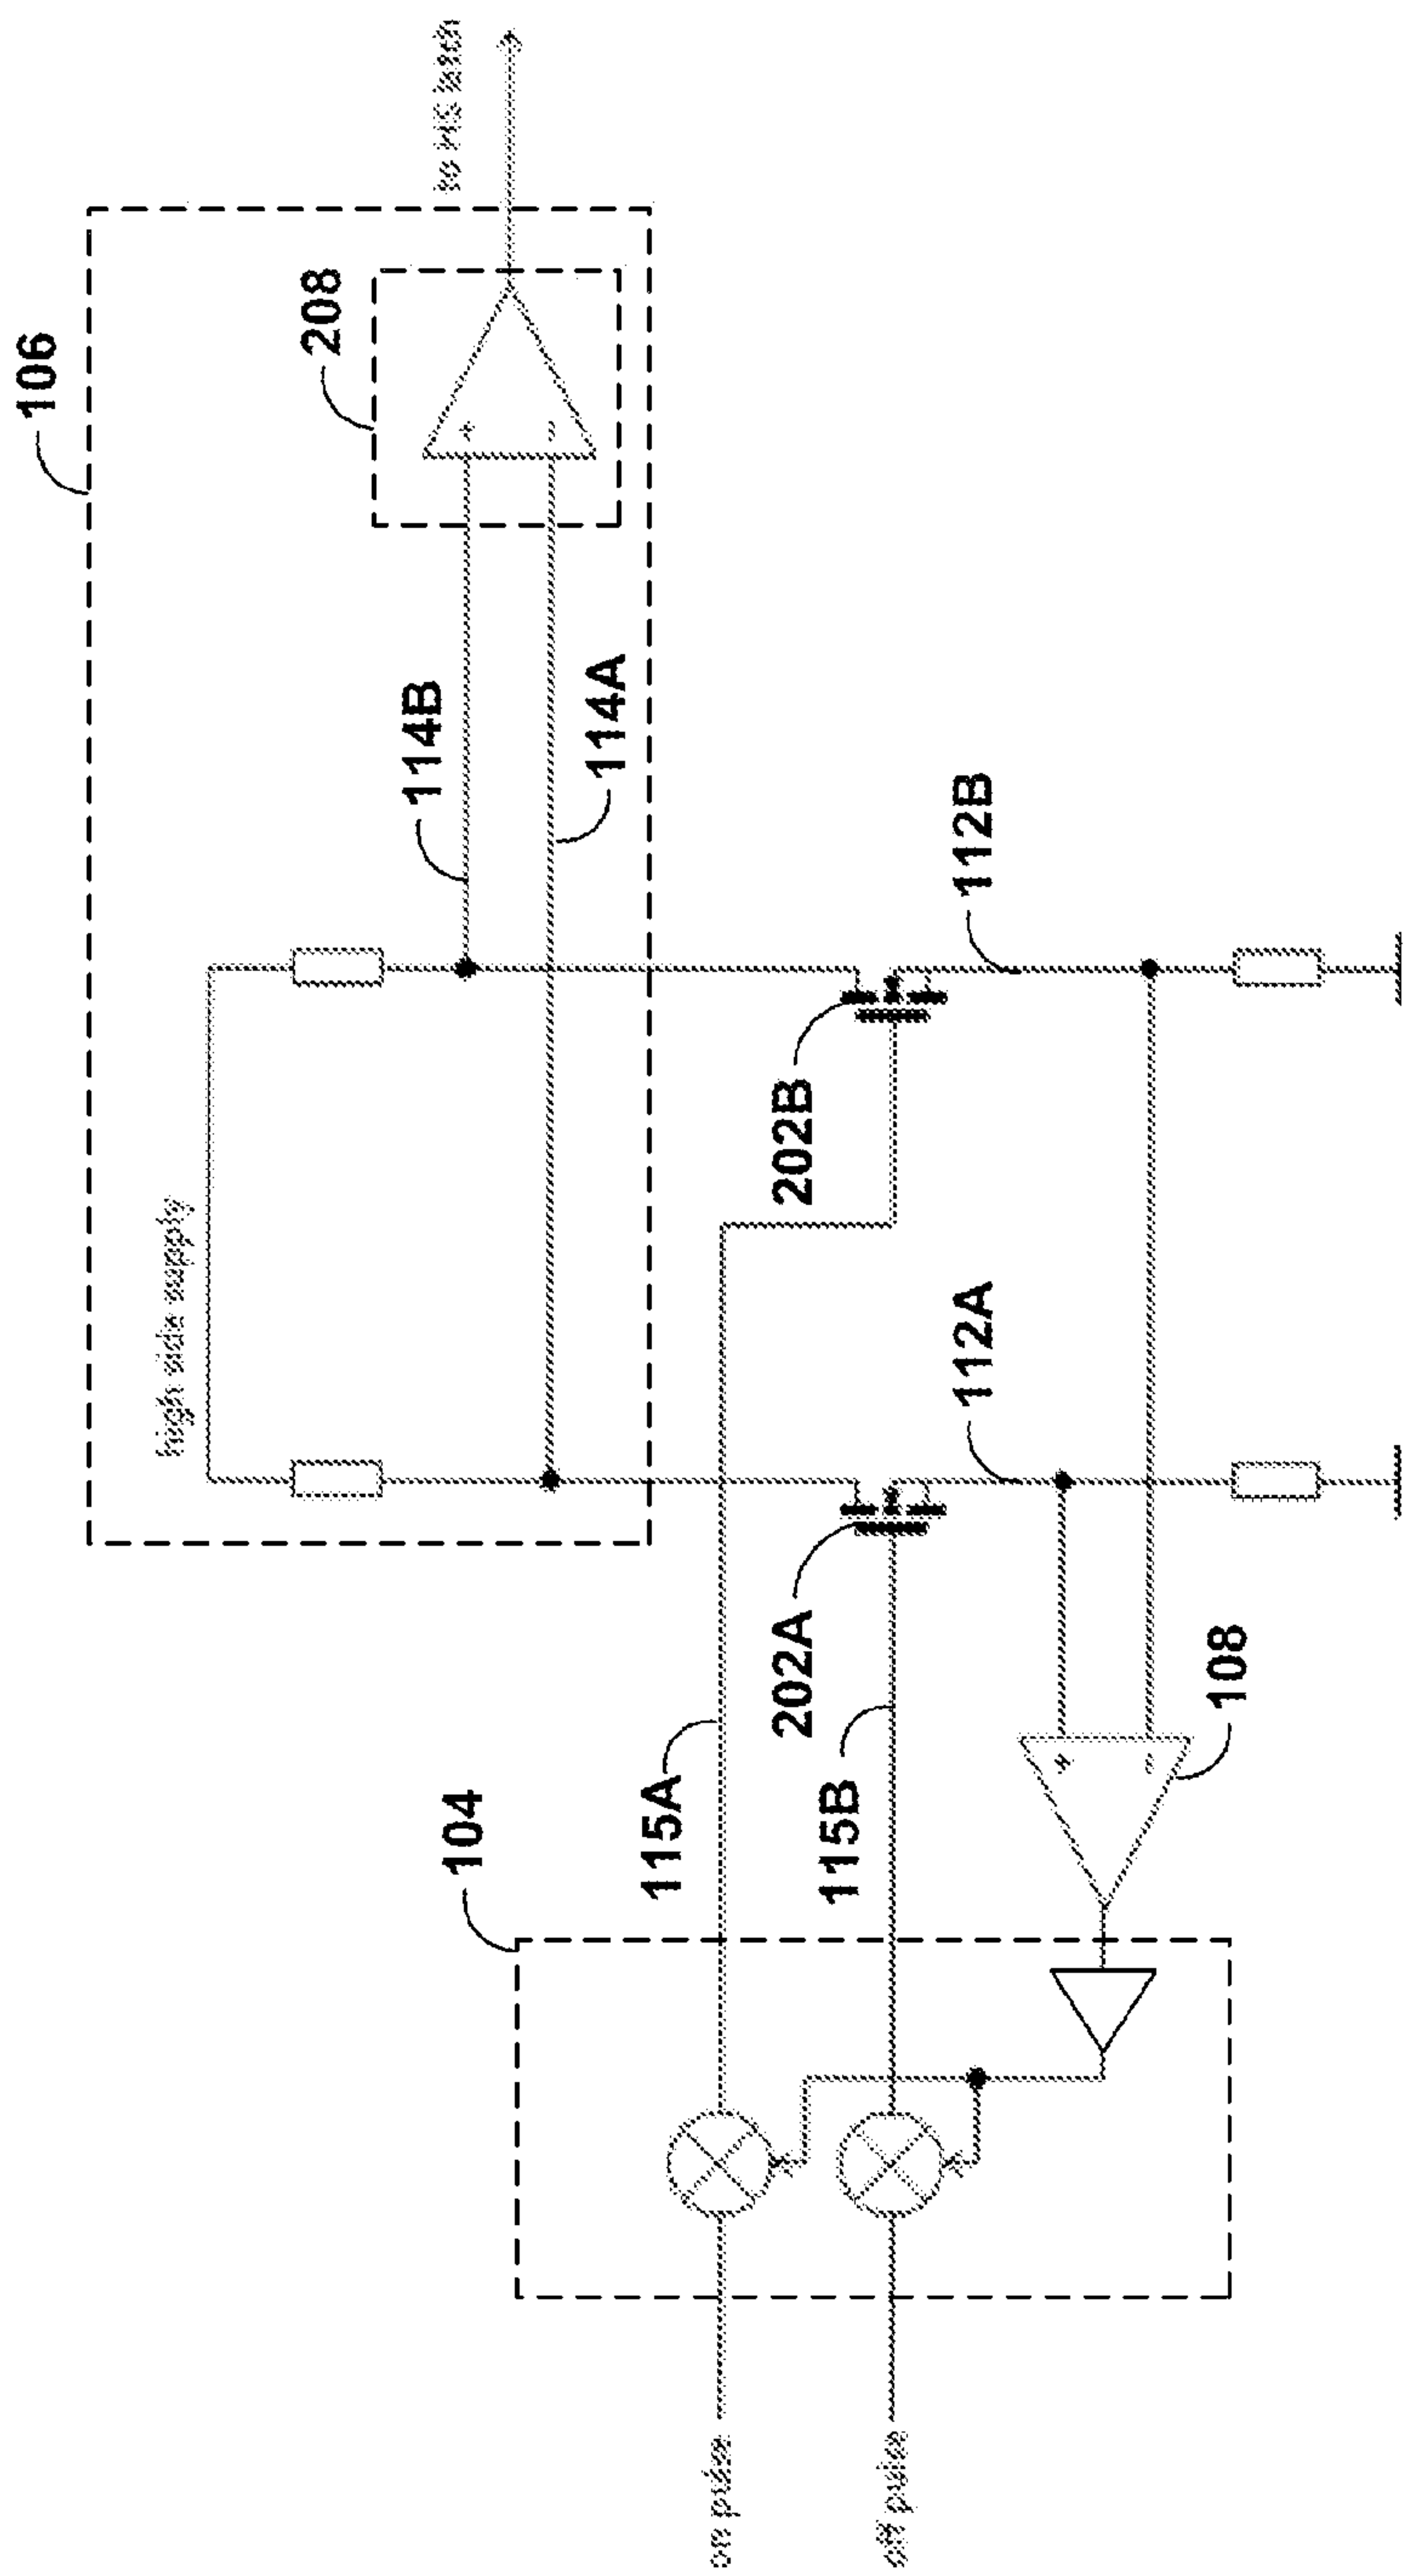 106
to HS latch
208
+
-
114B
114A
high side supply
112B
202B
112A
202A
115A
115B
108
+
-
104
on pulse
off pulse